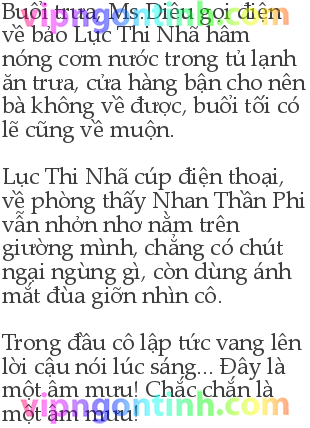 Buổi trưa, Ms Diêu gọi điện
về bảo Lục Thi Nhã hâm
nóng cơm nước trong tủ lạnh
ăn trưa, cửa hàng bận cho nên
bà không về được, buổi tối có
lẽ cũng về muộn.
Lục Thi Nhã cúp điện thoại,
về phòng thấy Nhan Thần Phi
vẫn nhởn nhơ nằm trên
giường mình, chẳng có chút
ngại ngùng gì, còn dùng ánh
mắt đùa giỡn nhìn cô.
Trong đầu cô lập tức vang lên
lời cậu nói lúc sáng... Đây là
một âm mưu! Chắc chắn là
một âm mưu!
vipngontinh.com
vipngontinh.com